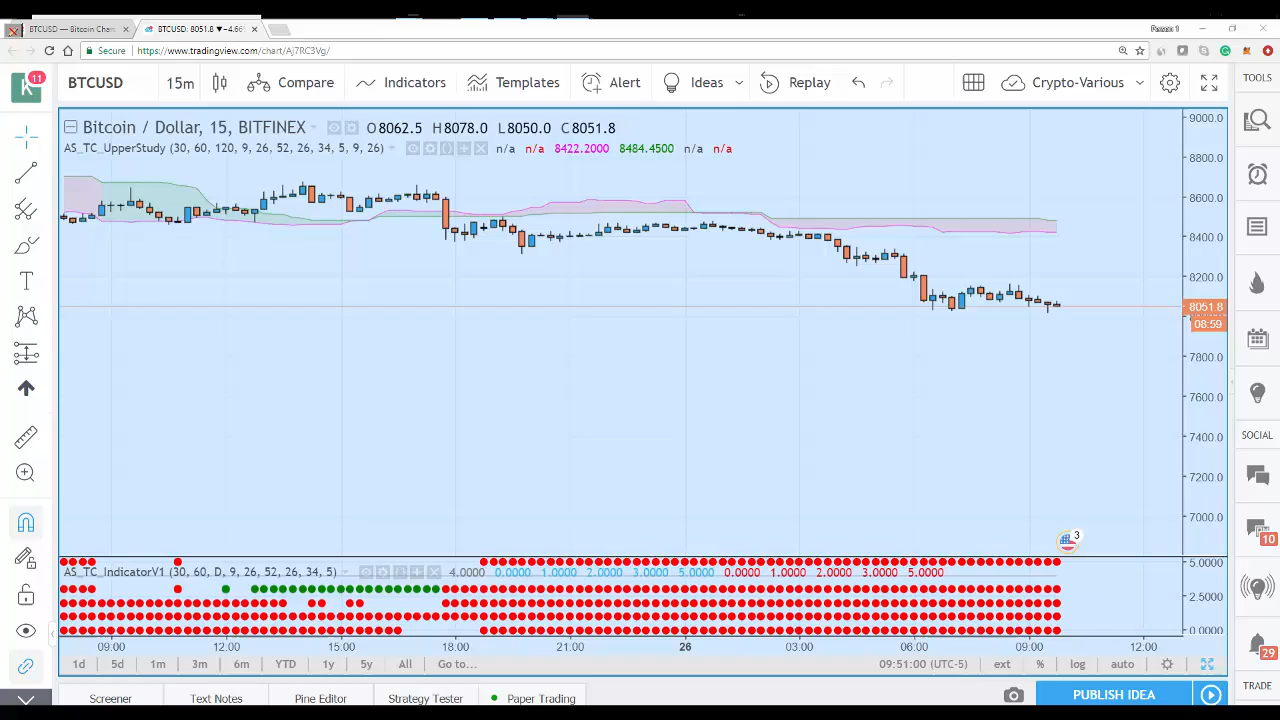 BTCUSD — Bitcoin Char
BTCUSD: 8051.8 ▼−4.66
Person 1
Secure
https://www.tradingview.com/chart/Aj7RC3Vg/
K 11
BTCUSD 15m Compare Indicators Templates Alert Ideas Replay Crypto-Various
TOOLS
Bitcoin / Dollar, 15, BITFINEX O8062.5 H8078.0 L8050.0 C8051.8
AS_TC_UpperStudy (30, 60, 120, 9, 26, 52, 26, 34, 5, 9, 26) n/a n/a 8422.2000 8484.4500 n/a n/a
9000.0
8800.0
8600.0
8400.0
8200.0
8051.8
08:59
7800.0
7600.0
7400.0
7200.0
7000.0
SOCIAL
3
10
AS_TC_IndicatorV1 (30, 60, D, 9, 26, 52, 26, 34, 5) 4.0000 0.0000 1.0000 2.0000 3.0000 5.0000 0.0000 1.0000 2.0000 3.0000 5.0000
5.0000
2.5000
0.0000
09:00 12:00 15:00 18:00 21:00 26 03:00 06:00 09:00 12:00
29
1d 5d 1m 3m 6m YTD 1y 5y All Go to... 09:51:00 (UTC-5) ext % log auto
TRADE
Screener Text Notes Pine Editor Strategy Tester Paper Trading PUBLISH IDEA